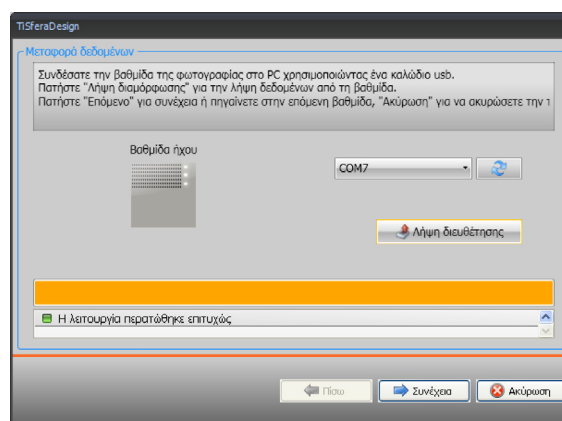 TiSferaDesign
Μεταφορά δεδομένων
Συνδέσατε την βαθμίδα της φωτογραφίας στο PC χρησιμοποιώντας ένα καλώδιο usb.
Πατήστε "Λήψη διαμόρφωσης" για την λήψη δεδομένων από τη βαθμίδα.
Πατήστε "Επόμενο" για συνέχεια ή πηγαίνετε στην επόμενη βαθμίδα, "Ακύρωση" για να ακυρώσετε την
Βαθμίδα ήχου
COM7
Λήψη διευθέτησης
Η λειτουργία περατώθηκε επιτυχώς
Πίσω
Συνέχεια
Ακύρωση